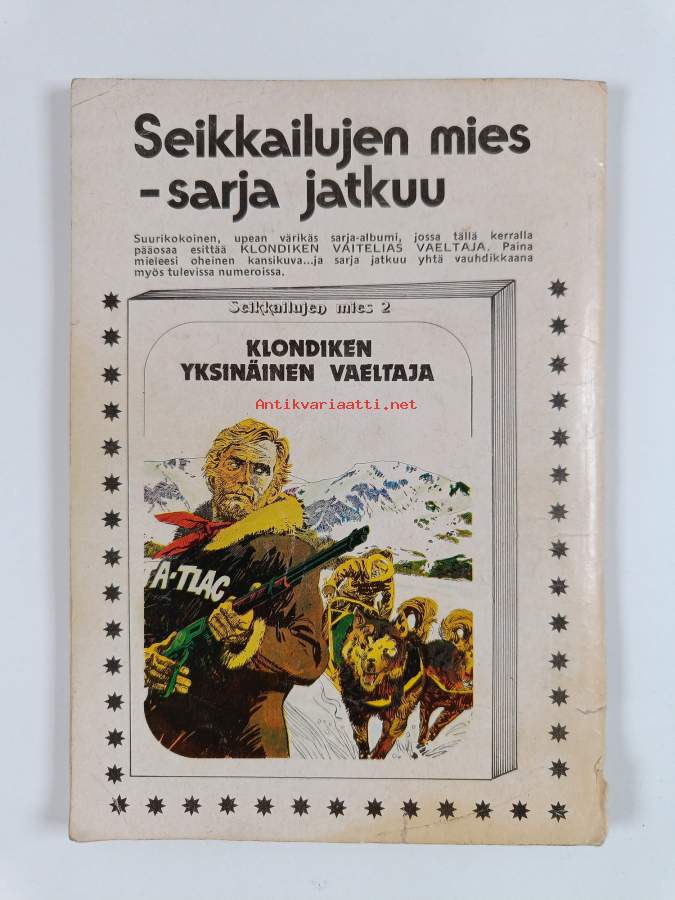 Seikkailujen mies
-sarja jatkuu
Suurikokoinen, upean värikäs sarja-albumi, jossa tällä kerralla
pääosaa esittää KLONDIKEN VAITELIAS VAELTAJA. Paina
mieleesi oheinen kansikuva...ja sarja jatkuu yhtä vauhdikkaana
myös tulevissa numeroissa.
Seikkailujen mies 2
KLONDIKEN
YKSINÄINEN VAELTAJA
Antikvariaatti.net
A-TLAG